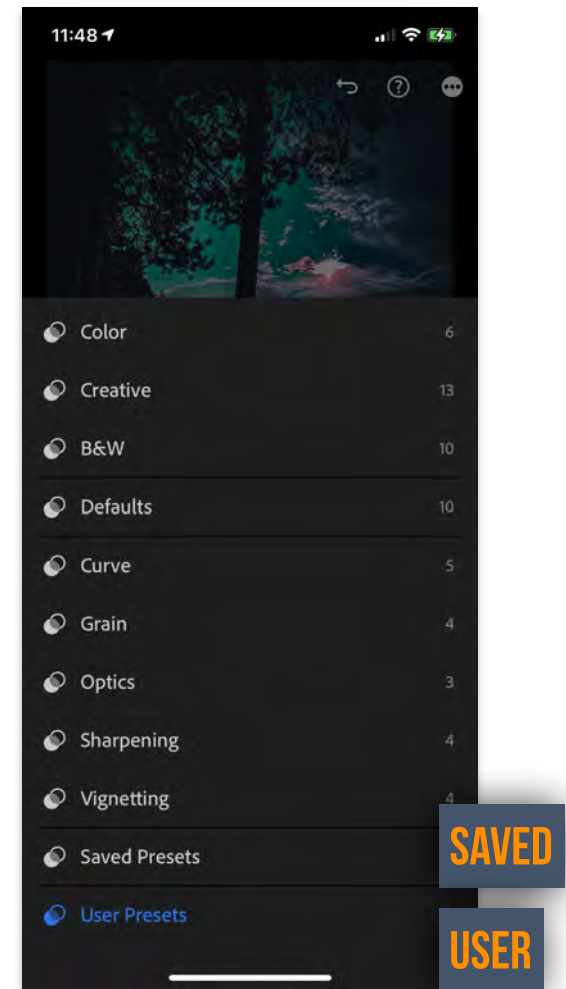 11:48
Color 6
Creative 13
B&W 10
Defaults 10
Curve 5
Grain 4
Optics 3
Sharpening 4
Vignetting 4
Saved Presets
SAVED
User Presets
USER